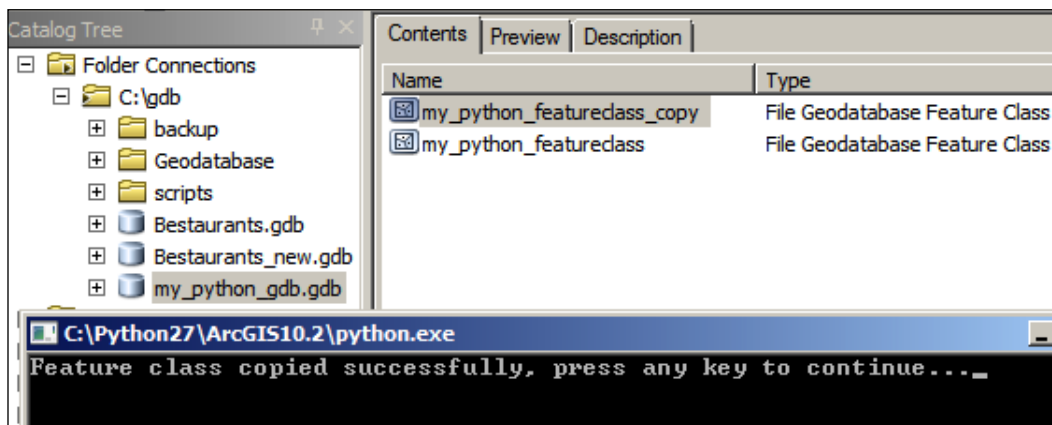 Catalog Tree
Folder Connections
C:\gdb
backup
Geodatabase
scripts
Bestaurants.gdb
Bestaurants_new.gdb
my_python_gdb.gdb
Contents Preview Description
Name Type
my_python_featureclass_copy File Geodatabase Feature Class
my_python_featureclass File Geodatabase Feature Class
C:\Python27\ArcGIS10.2\python.exe
Feature class copied successfully, press any key to continue..._